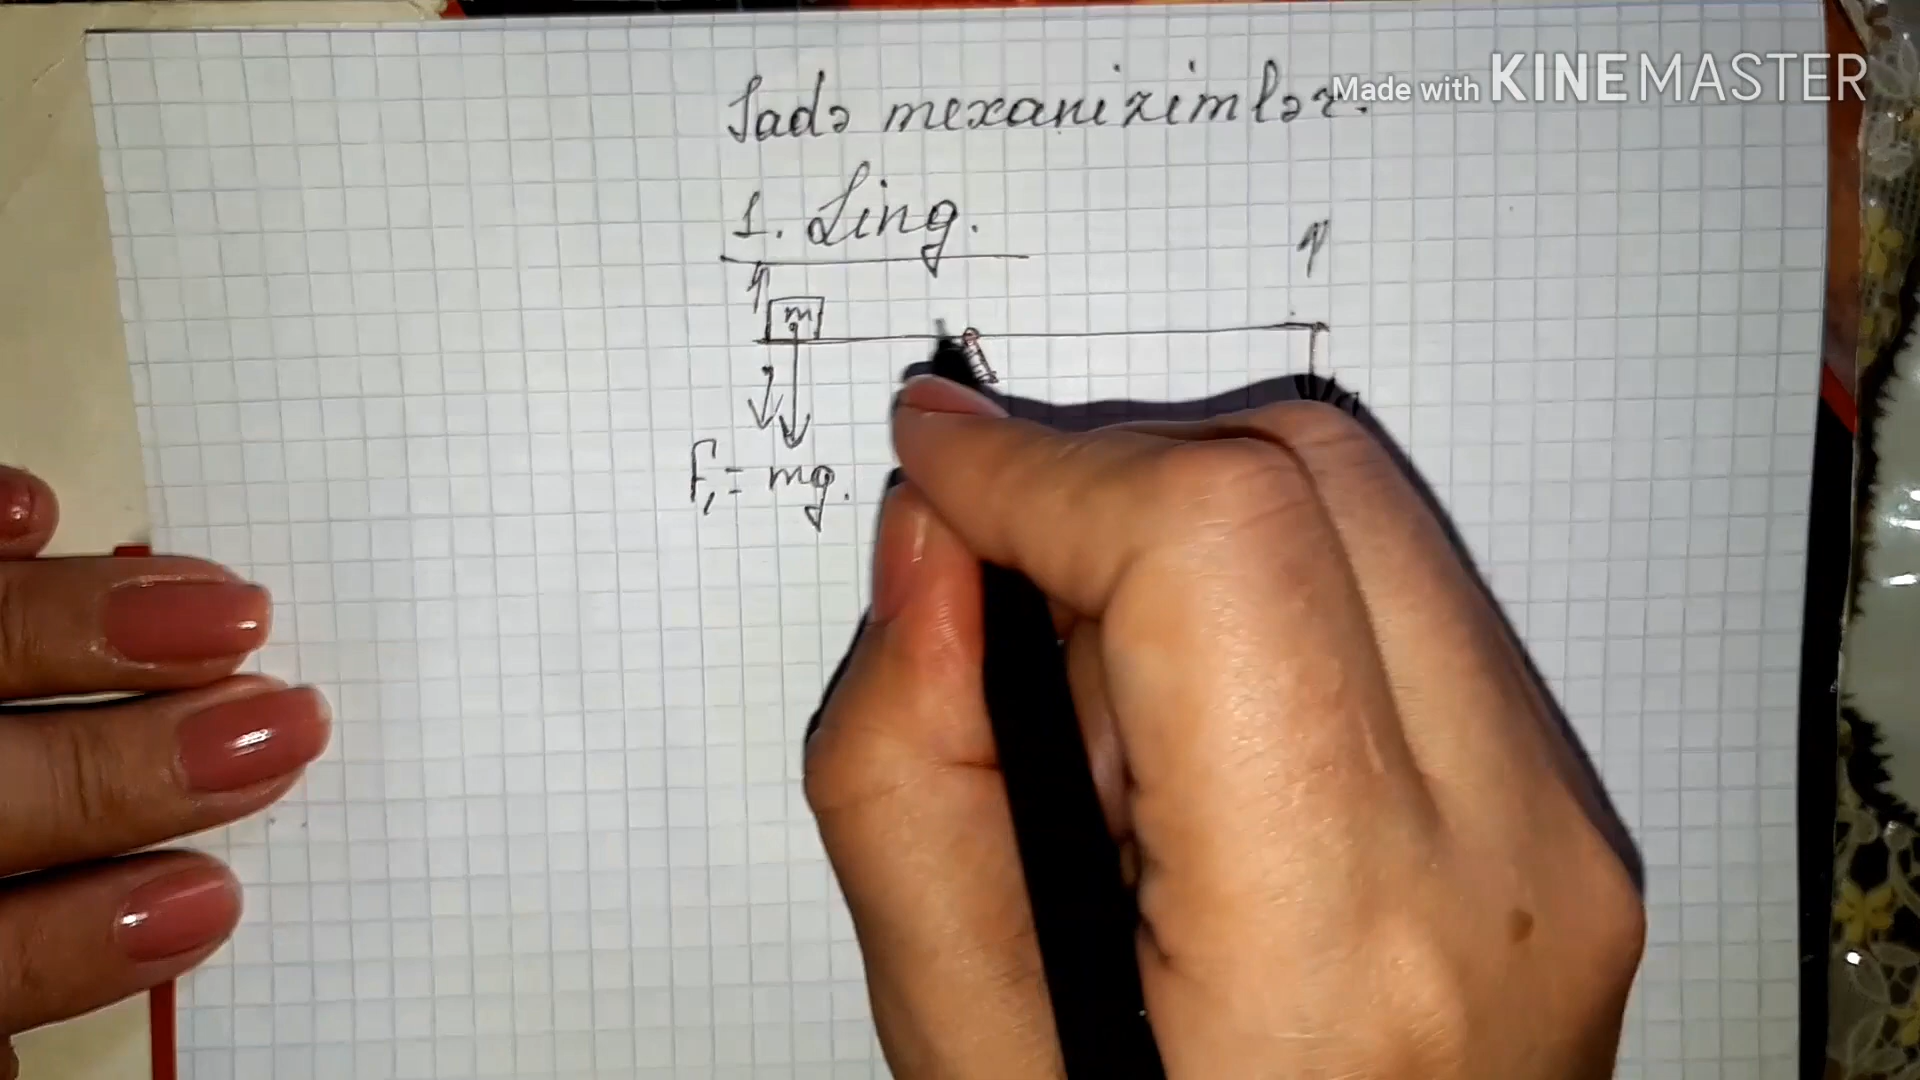 Made with KINEMASTER
Sadə mexanizimlər.
1. Ling.
m
F₁ = mg.